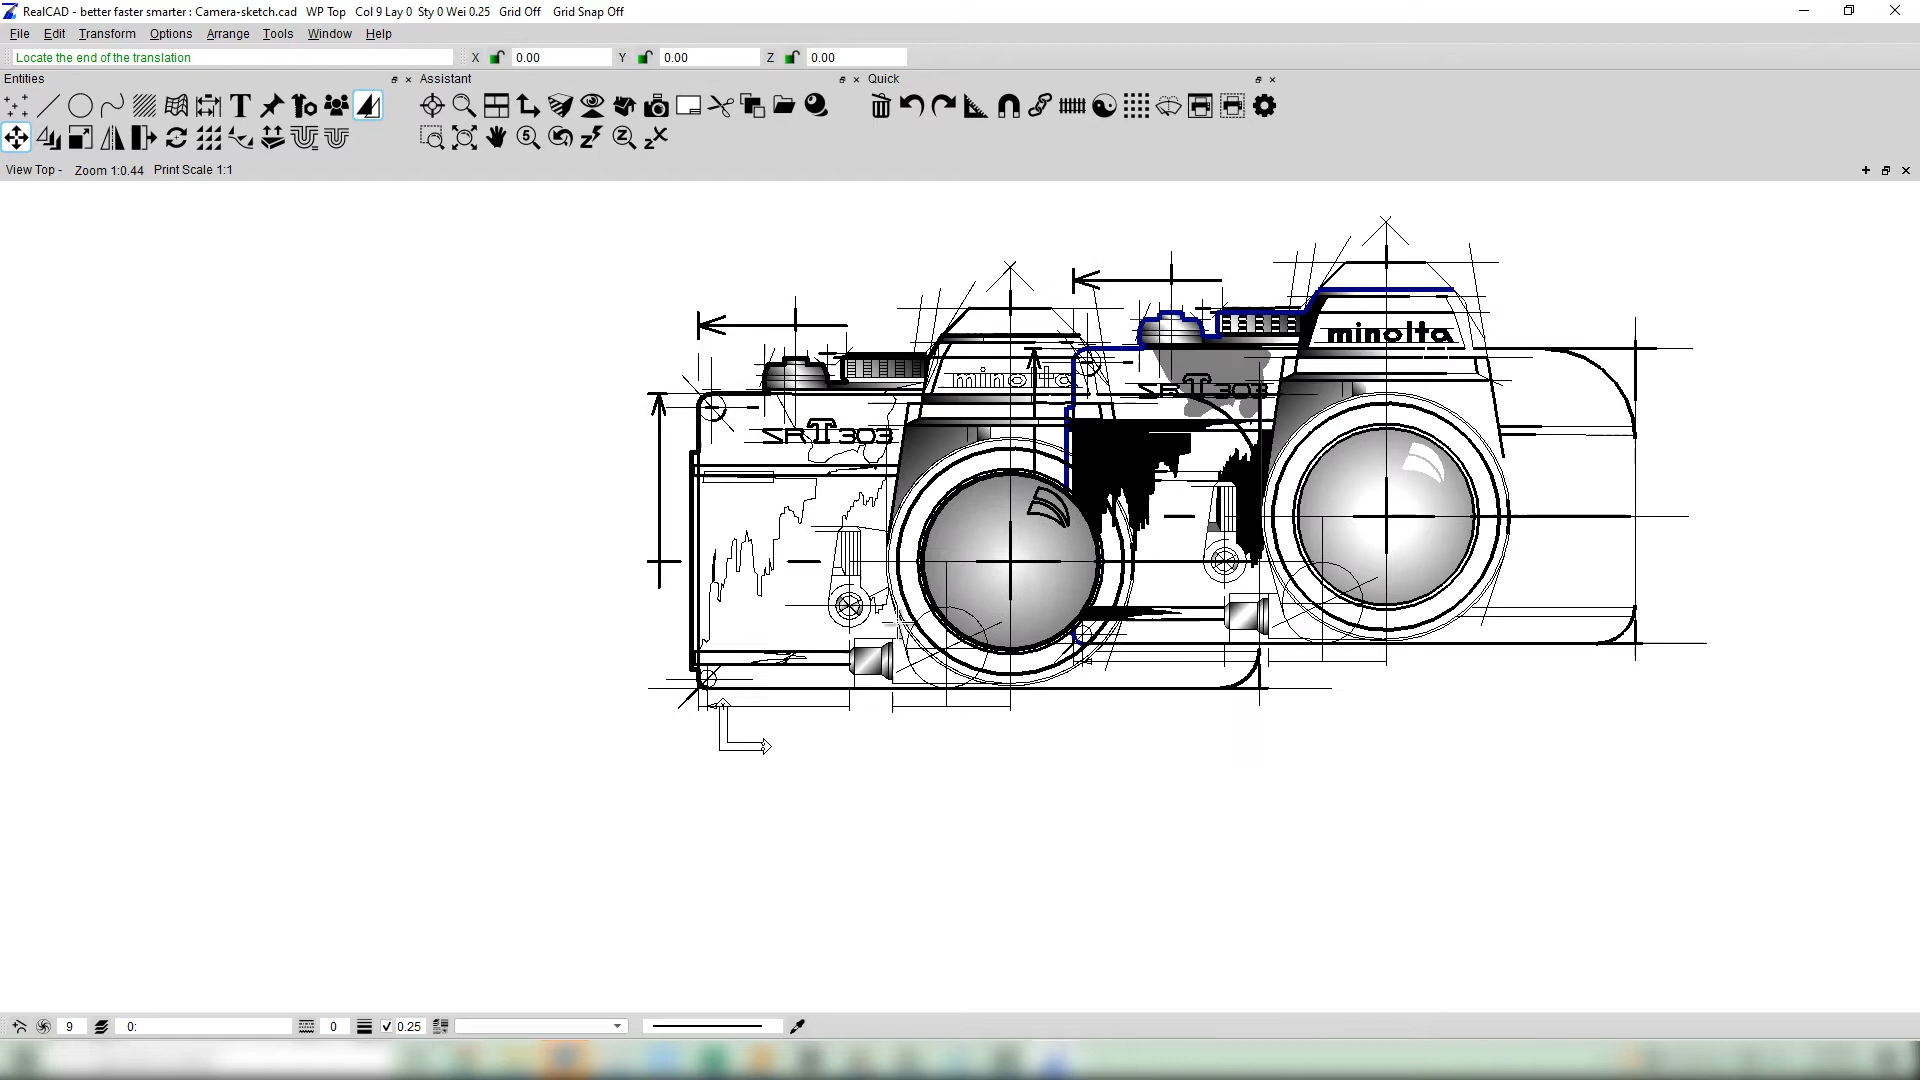 RealCAD - better faster smarter : Camera-sketch.cad   WP Top   Col 9 Lay 0   Sty 0 Wei 0.25   Grid Off   Grid Snap Off
File   Edit   Transform   Options   Arrange   Tools   Window   Help
Locate the end of the translation   X   0.00   Y   0.00   Z   0.00
Entities   Assistant   Quick
View Top -   Zoom 1:0.44   Print Scale 1:1
minolta
minolta
SRT303
SRT303
9   0:   0   0.25